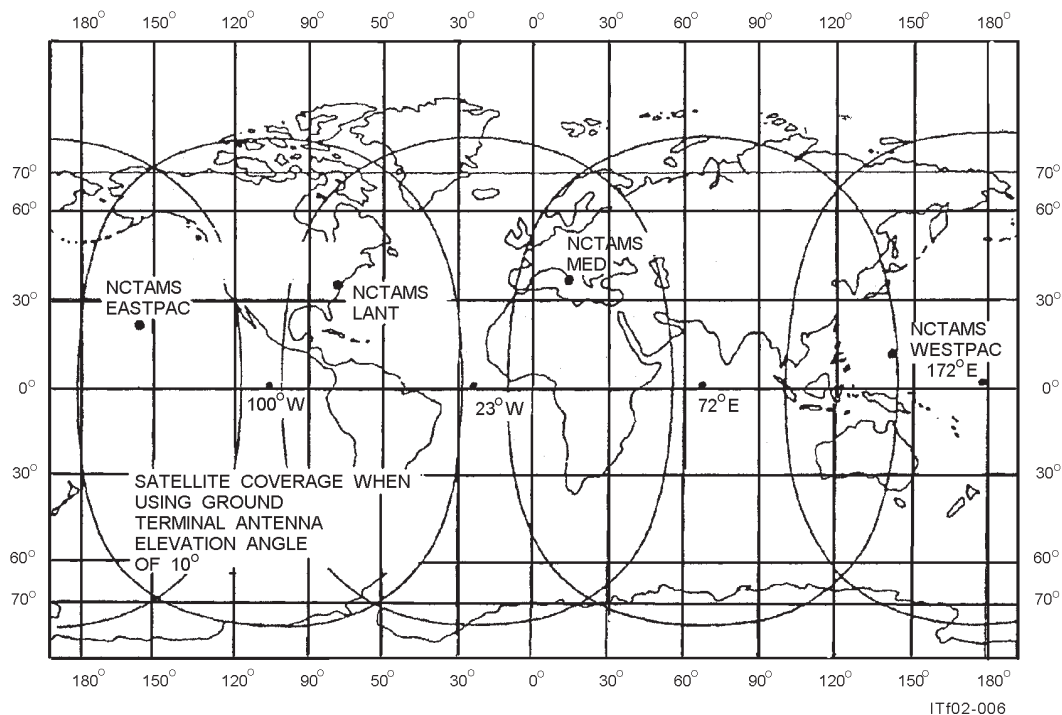 180° 150° 120° 90° 50° 30° 0° 30° 60° 90° 120° 150° 180°
70° 70°
60° 60°
NCTAMS
MED
NCTAMS
EASTPAC
NCTAMS
LANT
30° 30°
NCTAMS
WESTPAC
172°E
0° 0°
100°W
23°W
72°E
30° 30°
SATELLITE COVERAGE WHEN
USING GROUND
TERMINAL ANTENNA
ELEVATION ANGLE
OF 10°
60° 60°
70° 70°
180° 150° 120° 90° 50° 30° 0° 30° 60° 90° 120° 150° 180°
ITf02-006